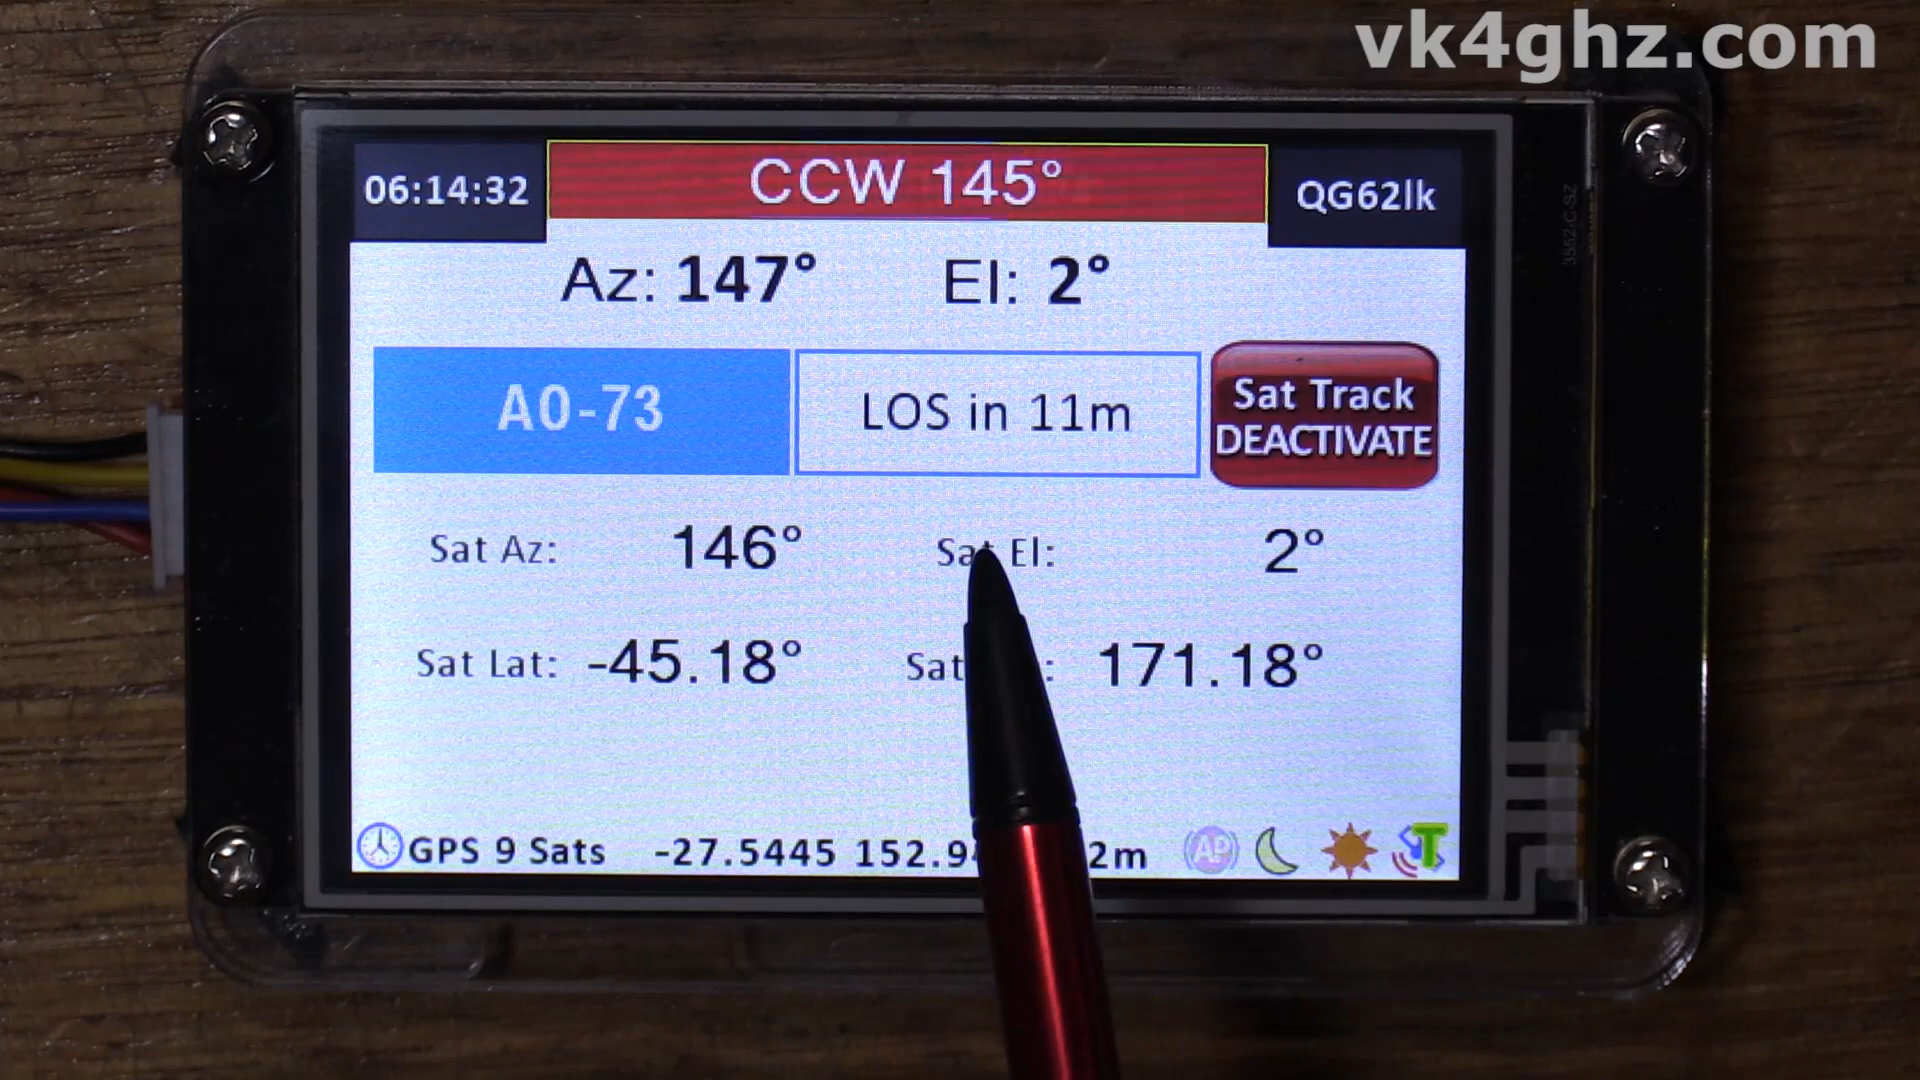 vk4ghz.com
06:14:32
CCW 145°
QG62lk
Az: 147° El: 2°
AO-73
LOS in 11m
Sat Track
DEACTIVATE
Sat Az: 146° Sat El: 2°
Sat Lat: -45.18° Sat : 171.18°
GPS 9 Sats -27.5445 152.9 2m
AP
T